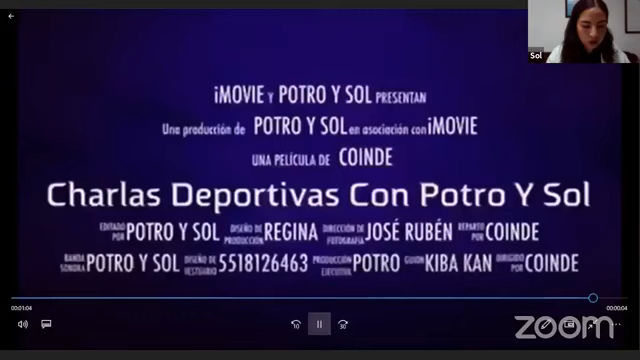 Sol
iMOVIE Y POTRO Y SOL PRESENTAN
Una producción de POTRO Y SOL en asociación con iMOVIE
UNA PELÍCULA DE COINDE
Charlas Deportivas Con Potro Y Sol
EDITADO POR POTRO Y SOL DISEÑO DE PRODUCCIÓN REGINA DIRECCIÓN DE FOTOGRAFÍA JOSÉ RUBÉN REPARTO POR COINDE
BANDA SONORA POTRO Y SOL DISEÑO DE VESTUARIO 5518126463 PRODUCCIÓN EJECUTIVA POTRO GUION KIBA KAN DIRIGIDO POR COINDE
00:01:04 00:00:04
10 30
zoom